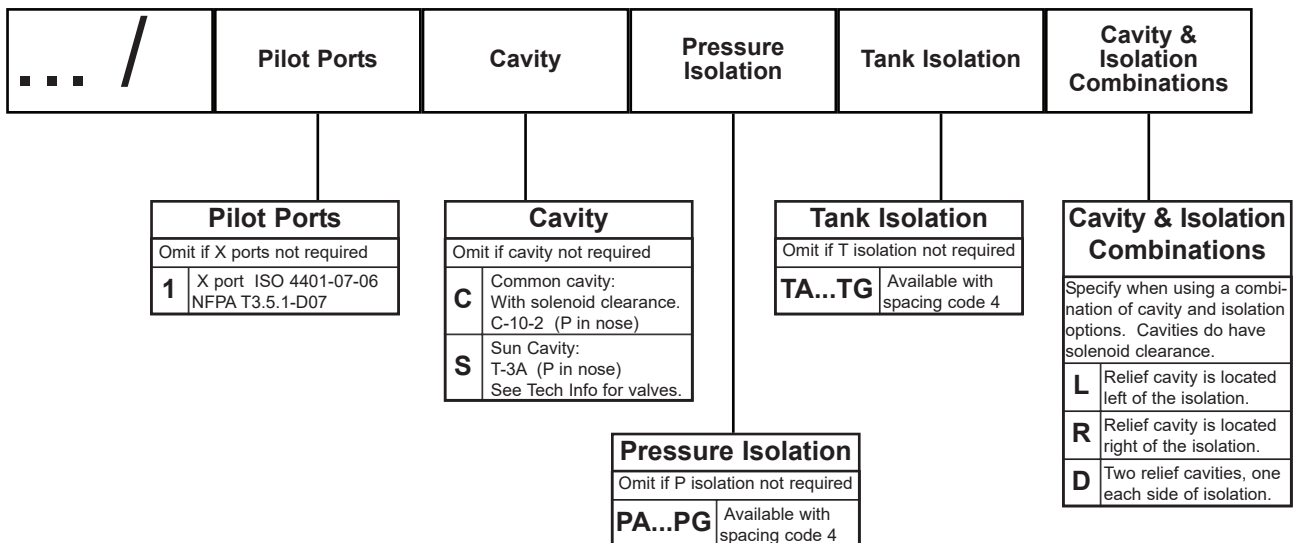 ... /
Pilot Ports
Cavity
Pressure
Isolation
Tank Isolation
Cavity &
Isolation
Combinations
Pilot Ports
Omit if X ports not required
1
X port ISO 4401-07-06
NFPA T3.5.1-D07
Cavity
Omit if cavity not required
C
Common cavity:
With solenoid clearance.
C-10-2 (P in nose)
S
Sun Cavity:
T-3A (P in nose)
See Tech Info for valves.
Pressure Isolation
Omit if P isolation not required
PA...PG
Available with
spacing code 4
Tank Isolation
Omit if T isolation not required
TA...TG
Available with
spacing code 4
Cavity & Isolation
Combinations
Specify when using a combi-
nation of cavity and isolation
options. Cavities do have
solenoid clearance.
L
Relief cavity is located
left of the isolation.
R
Relief cavity is located
right of the isolation.
D
Two relief cavities, one
each side of isolation.